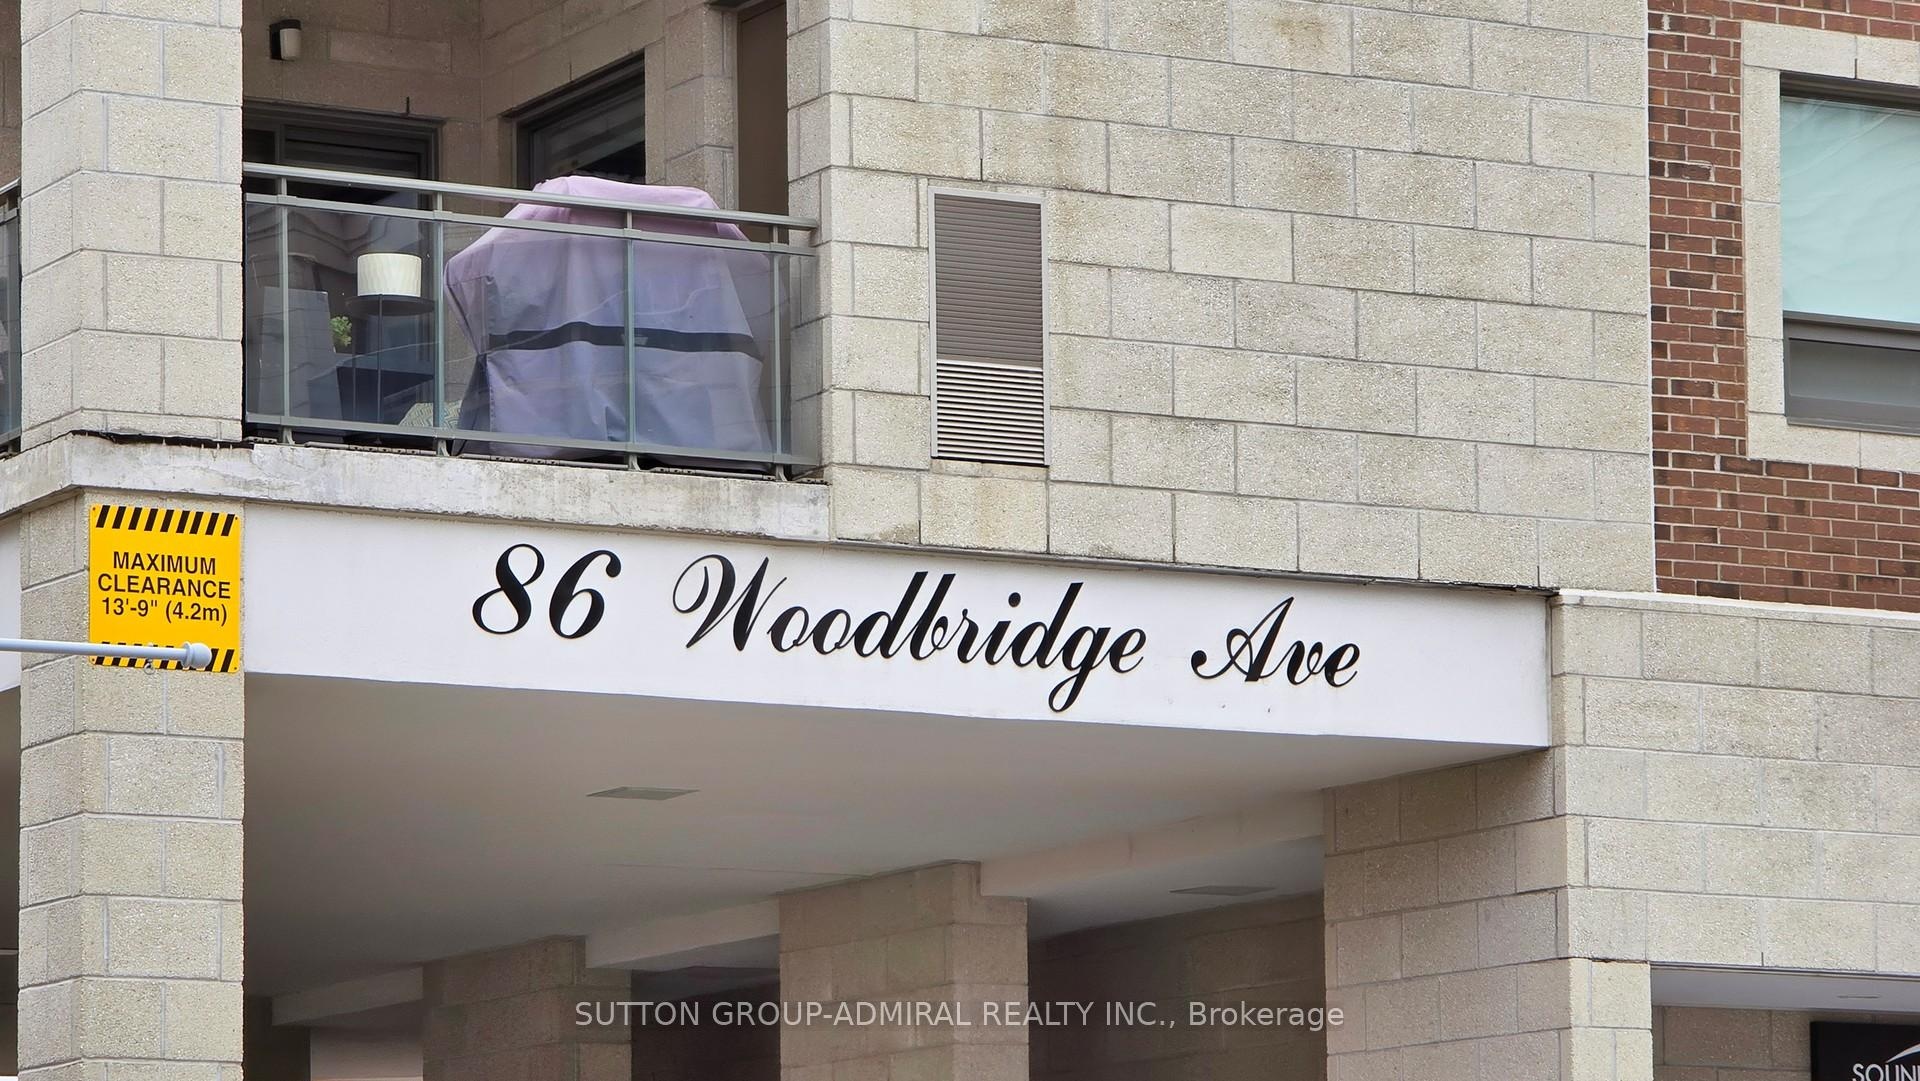 MAXIMUM
CLEARANCE
13'-9" (4.2m)
86 Woodbridge Ave
SUTTON GROUP-ADMIRAL REALTY INC., Brokerage